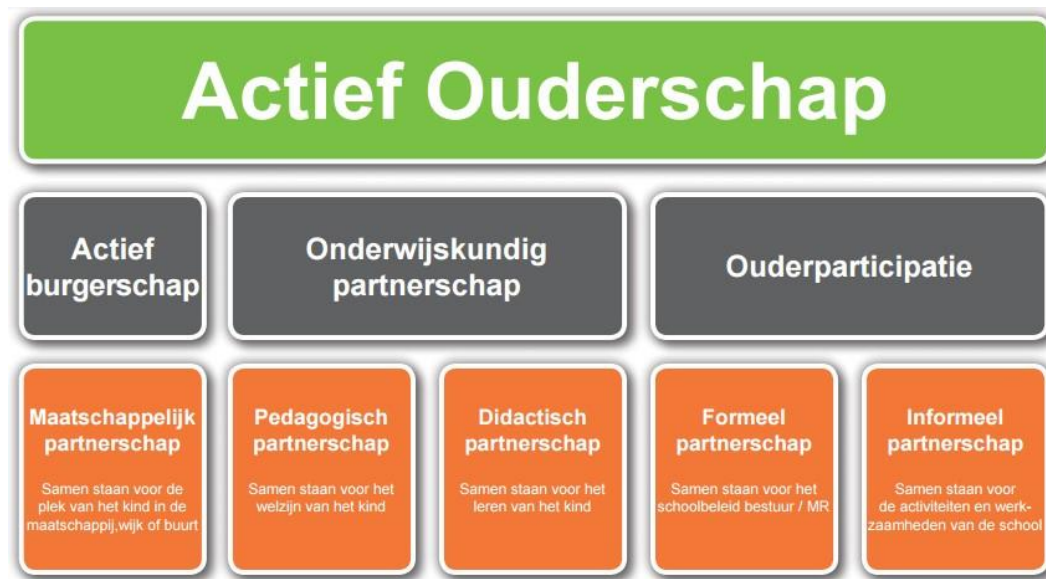 Actief Ouderschap
Actief
burgerschap
Onderwijskundig
partnerschap
Ouderparticipatie
Maatschappelijk
partnerschap
Samen staan voor de
plek van het kind in de
maatschappij,wijk of buurt
Pedagogisch
partnerschap
Samen staan voor het
welzijn van het kind
Didactisch
partnerschap
Samen staan voor het
leren van het kind
Formeel
partnerschap
Samen staan voor het
schoolbeleid bestuur / MR
Informeel
partnerschap
Samen staan voor
de activiteiten en werk-
zaamheden van de school